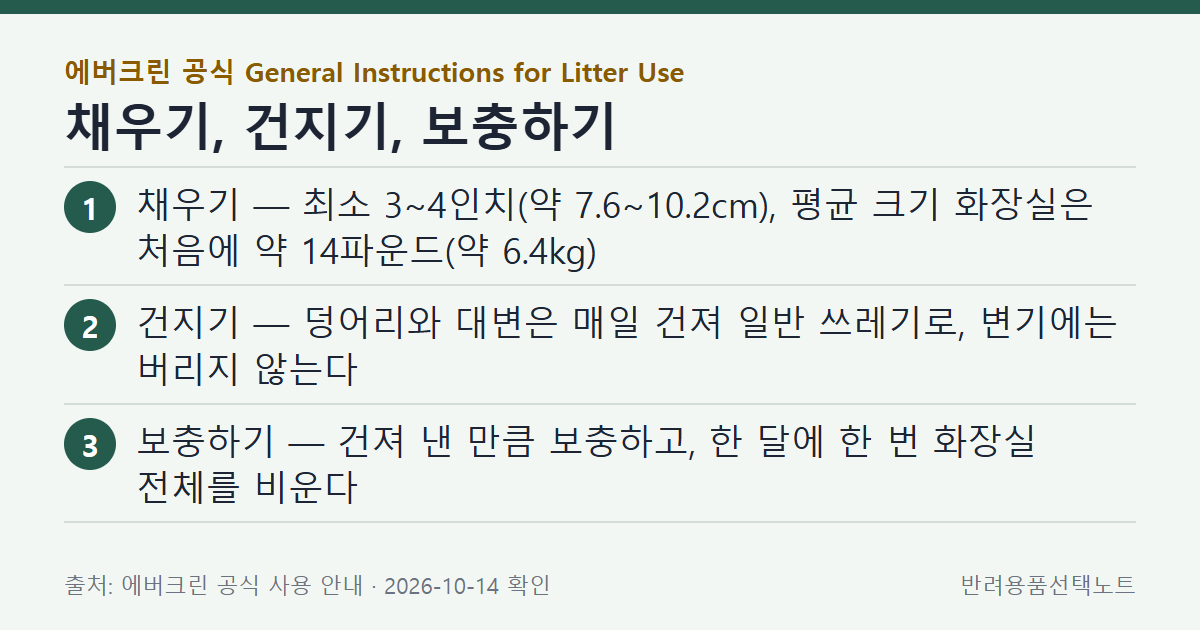 에버크린 공식 General Instructions for Litter Use
채우기, 건지기, 보충하기
1 채우기 — 최소 3~4인치(약 7.6~10.2cm), 평균 크기 화장실은
처음에 약 14파운드(약 6.4kg)
2 건지기 — 덩어리와 대변은 매일 건져 일반 쓰레기로, 변기에는
버리지 않는다
3 보충하기 — 건져 낸 만큼 보충하고, 한 달에 한 번 화장실
전체를 비운다
출처: 에버크린 공식 사용 안내 · 2026-10-14 확인
반려용품선택노트